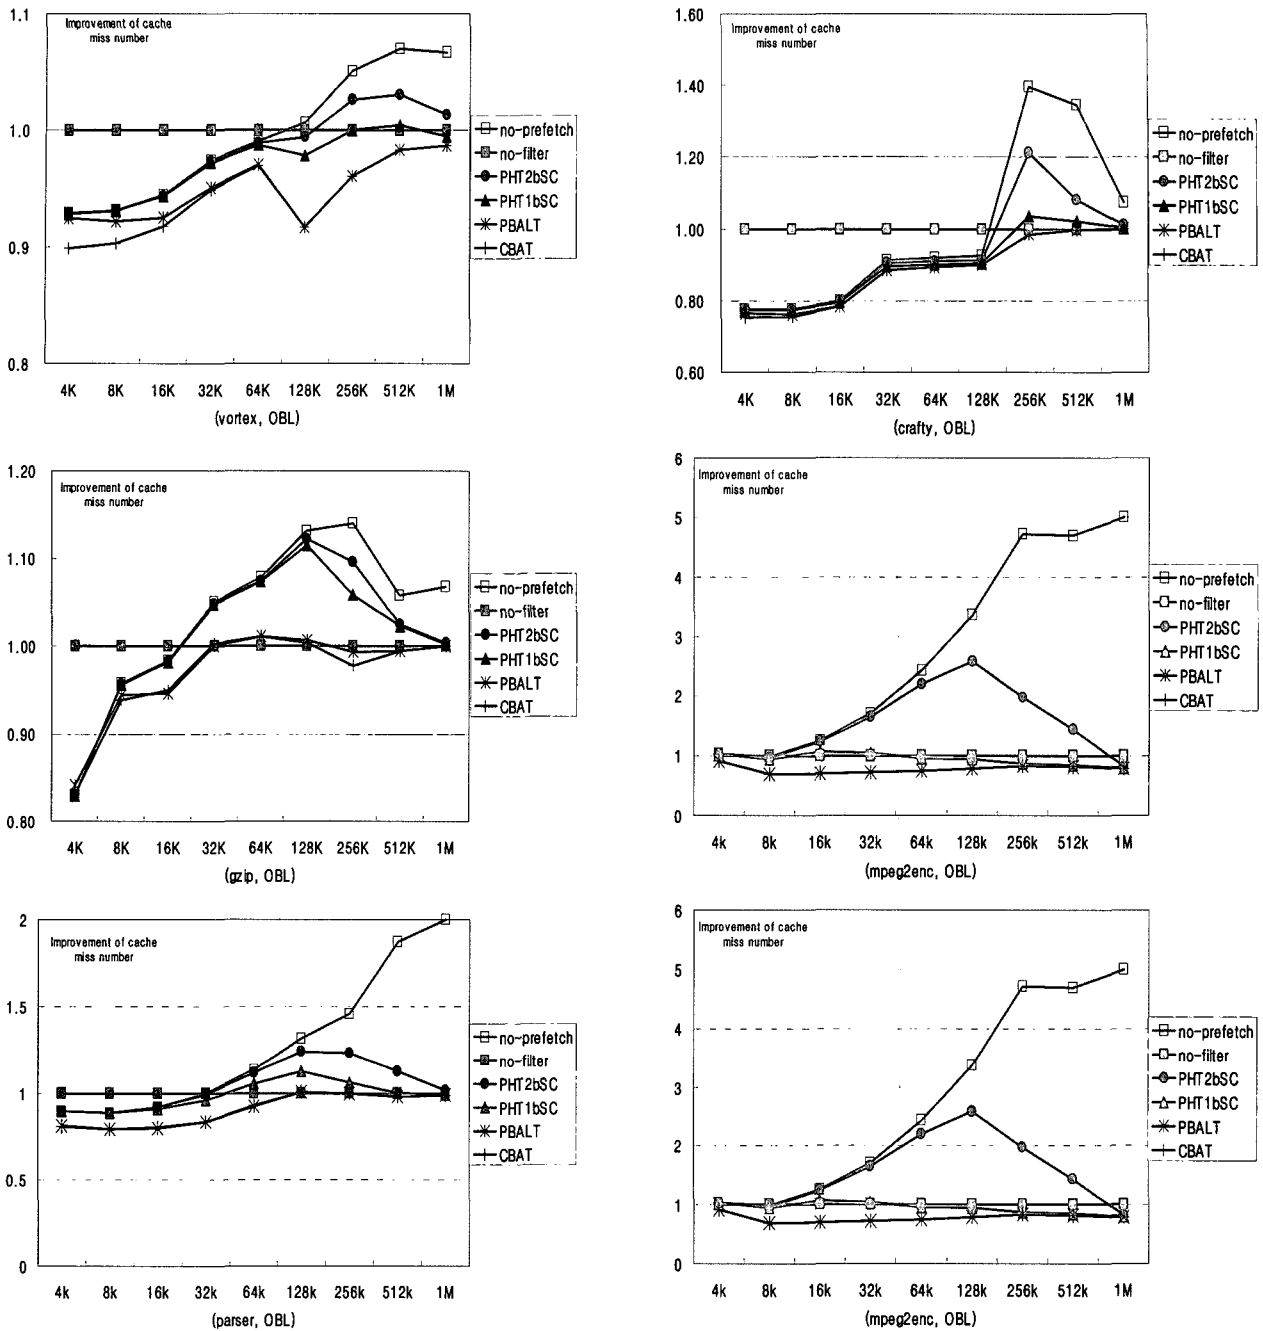 Improvement of cache
miss number
1.1
1.0
0.9
0.8
4K 8K 16K 32K 64K 128K 256K 512K 1M
(vortex, OBL)
no-prefetch
no-filter
PHT2bSC
PHT1bSC
PBALT
CBAT
Improvement of cache
miss number
1.60
1.40
1.20
1.00
0.80
0.60
4K 8K 16K 32K 64K 128K 256K 512K 1M
(crafty, OBL)
no-prefetch
no-filter
PHT2bSC
PHT1bSC
PBALT
CBAT
Improvement of cache
miss number
1.20
1.10
1.00
0.90
0.80
4K 8K 16K 32K 64K 128K 256K 512K 1M
(gzip, OBL)
no-prefetch
no-filter
PHT2bSC
PHT1bSC
PBALT
CBAT
Improvement of cache
miss number
6
5
4
3
2
1
0
4k 8k 16k 32k 64k 128k 256k 512k 1M
(mpeg2enc, OBL)
no-prefetch
no-filter
PHT2bSC
PHT1bSC
PBALT
CBAT
Improvement of cache
miss number
2
1.5
1
0.5
0
4k 8k 16k 32k 64k 128k 256k 512k 1M
(parser, OBL)
no-prefetch
no-filter
PHT2bSC
PHT1bSC
PBALT
CBAT
Improvement of cache
miss number
6
5
4
3
2
1
0
4k 8k 16k 32k 64k 128k 256k 512k 1M
(mpeg2enc, OBL)
no-prefetch
no-filter
PHT2bSC
PHT1bSC
PBALT
CBAT